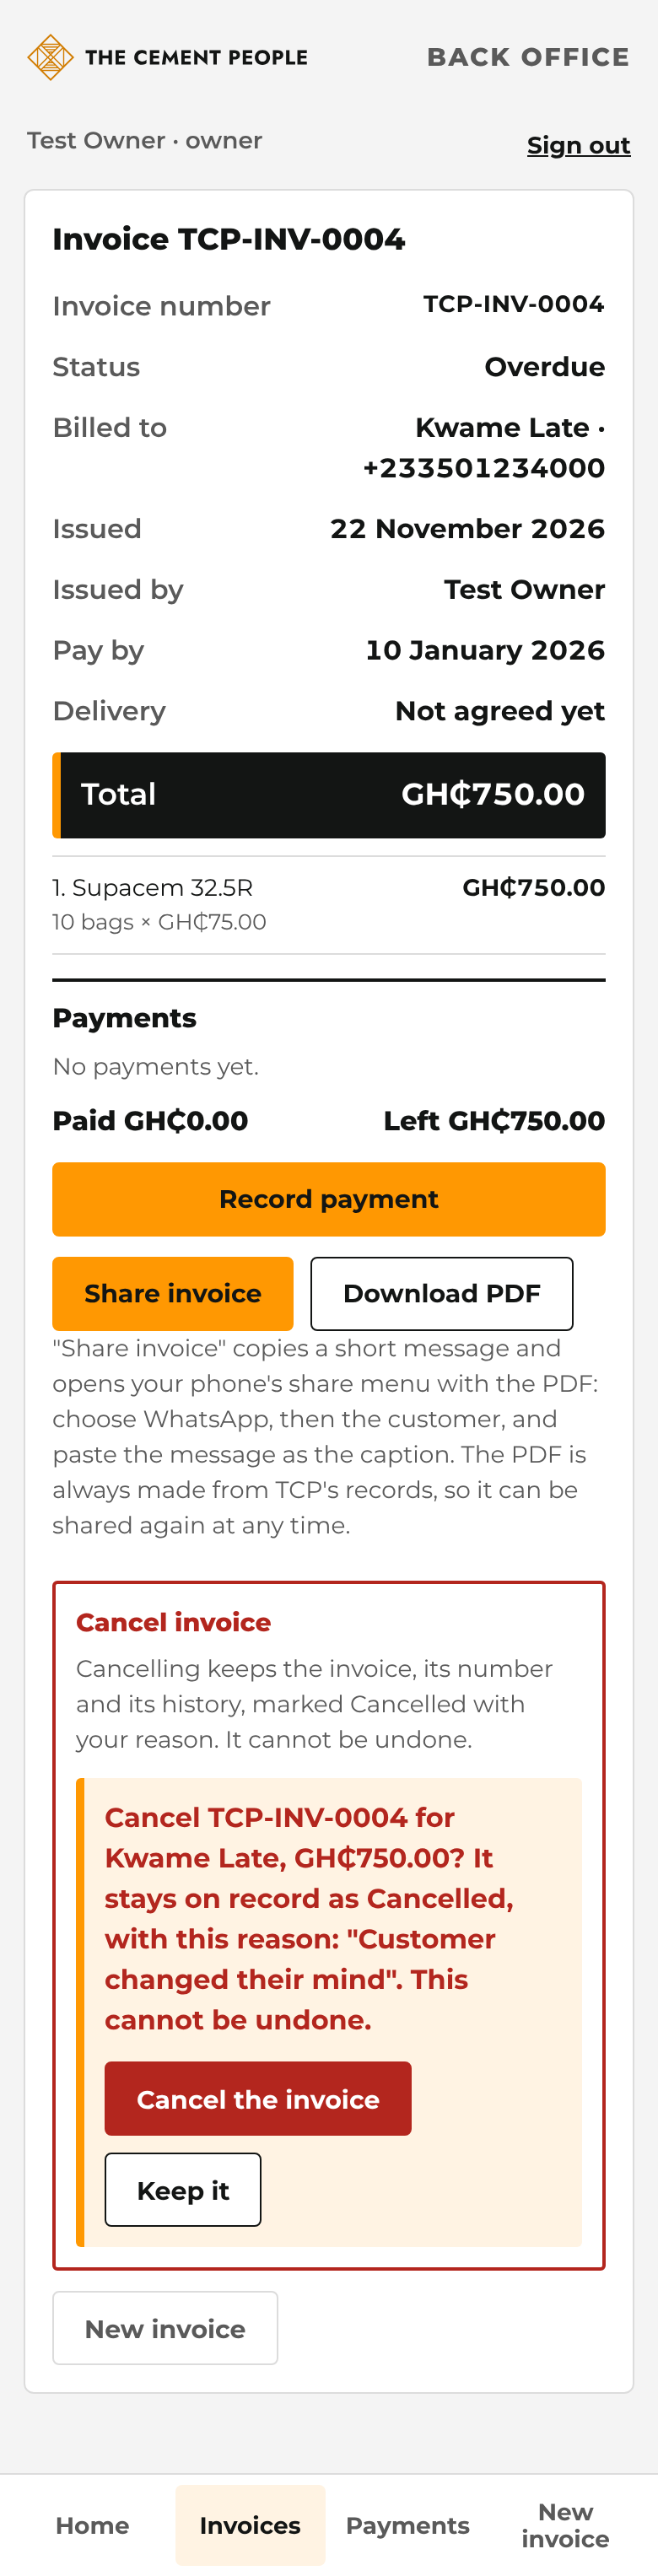 THE CEMENT PEOPLE
BACK OFFICE
Test Owner · owner
Sign out
Invoice TCP-INV-0004
Invoice number TCP-INV-0004
Status Overdue
Billed to Kwame Late ·
+233501234000
Issued 22 November 2026
Issued by Test Owner
Pay by 10 January 2026
Delivery Not agreed yet
Total GH₵750.00
1. Supacem 32.5R GH₵750.00
10 bags × GH₵75.00
Payments
No payments yet.
Paid GH₵0.00 Left GH₵750.00
Record payment
Share invoice Download PDF
"Share invoice" copies a short message and
opens your phone's share menu with the PDF:
choose WhatsApp, then the customer, and
paste the message as the caption. The PDF is
always made from TCP's records, so it can be
shared again at any time.
Cancel invoice
Cancelling keeps the invoice, its number
and its history, marked Cancelled with
your reason. It cannot be undone.
Cancel TCP-INV-0004 for
Kwame Late, GH₵750.00? It
stays on record as Cancelled,
with this reason: "Customer
changed their mind". This
cannot be undone.
Cancel the invoice
Keep it
New invoice
Home Invoices Payments New
invoice